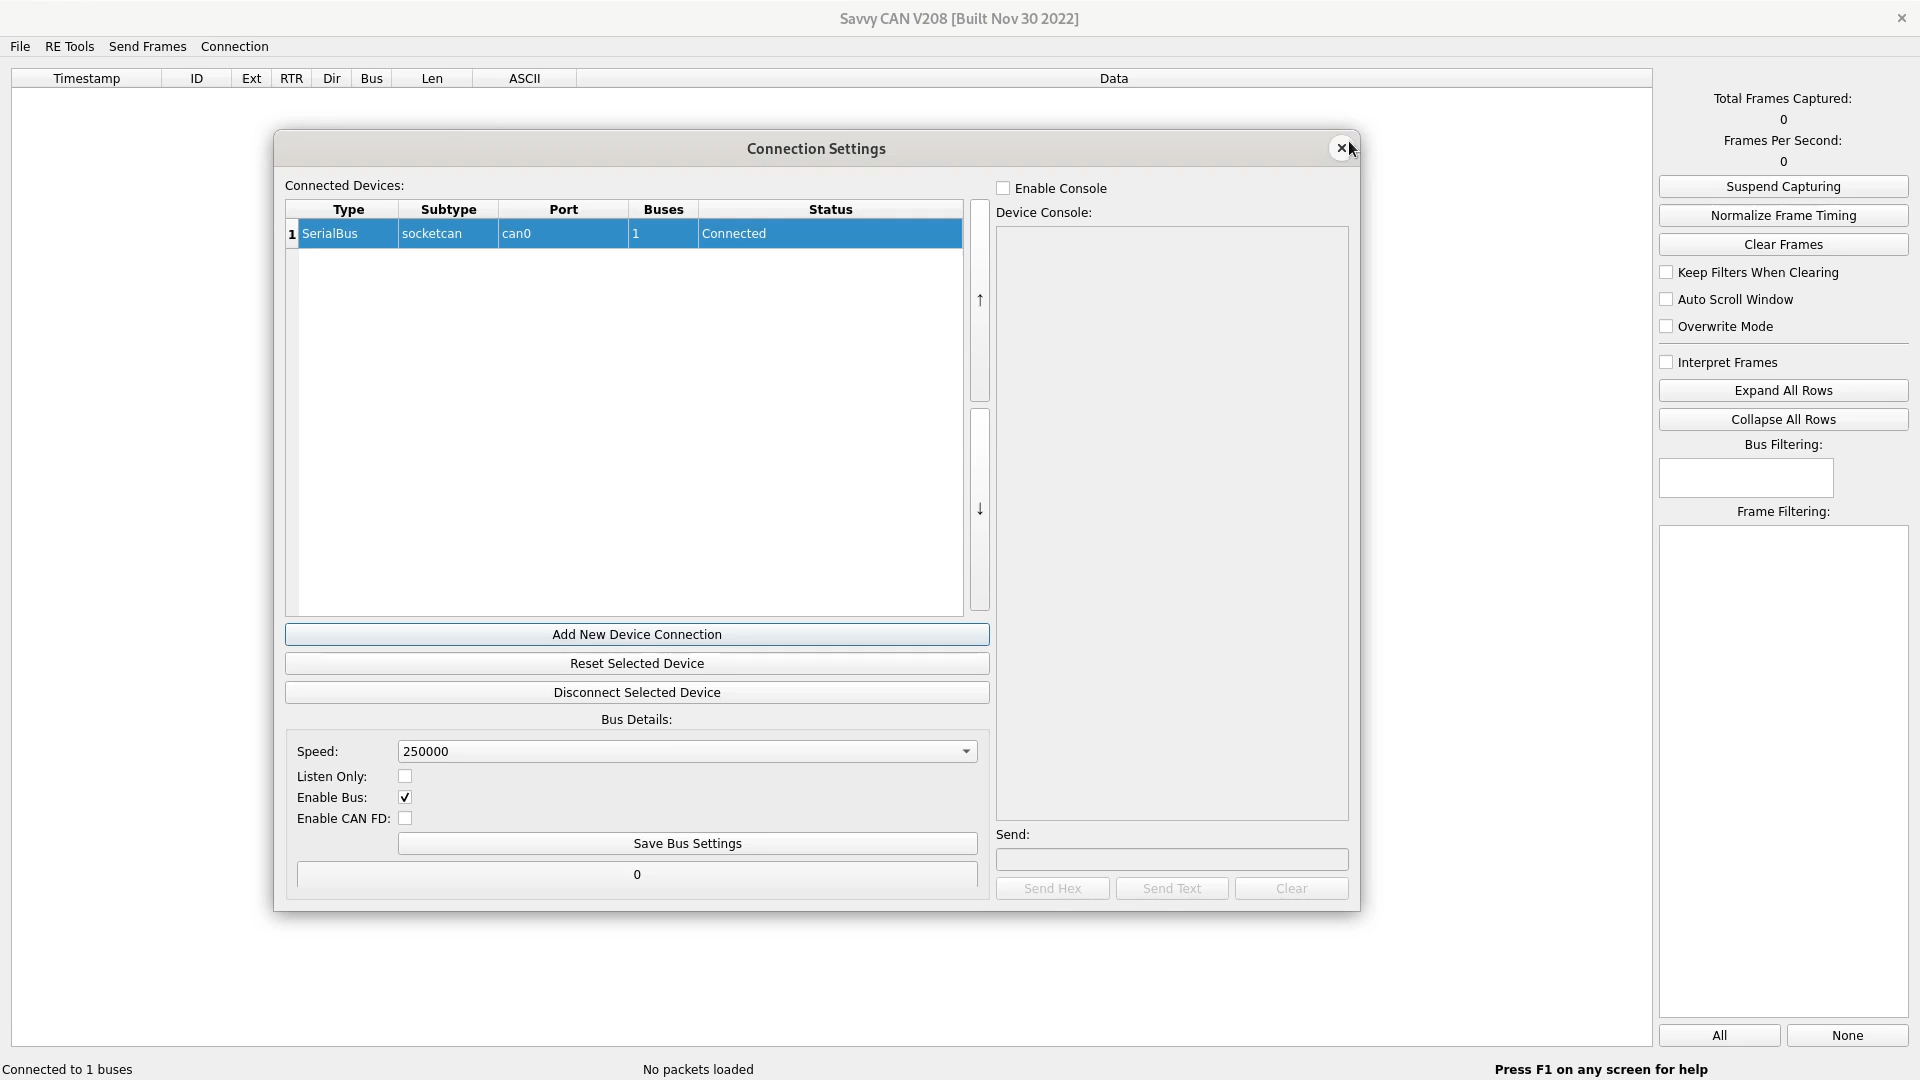 Savvy CAN V208 [Built Nov 30 2022]
File RE Tools Send Frames Connection
Timestamp ID Ext RTR Dir Bus Len ASCII Data
Connection Settings
Connected Devices:
Type Subtype Port Buses Status
1 SerialBus socketcan can0 1 Connected
↑
↓
Add New Device Connection
Reset Selected Device
Disconnect Selected Device
Bus Details:
Speed: 250000
Listen Only:
Enable Bus:
Enable CAN FD:
Save Bus Settings
0
Enable Console
Device Console:
Send:
Send Hex Send Text Clear
Total Frames Captured:
0
Frames Per Second:
0
Suspend Capturing
Normalize Frame Timing
Clear Frames
Keep Filters When Clearing
Auto Scroll Window
Overwrite Mode
Interpret Frames
Expand All Rows
Collapse All Rows
Bus Filtering:
Frame Filtering:
All None
Connected to 1 buses No packets loaded Press F1 on any screen for help